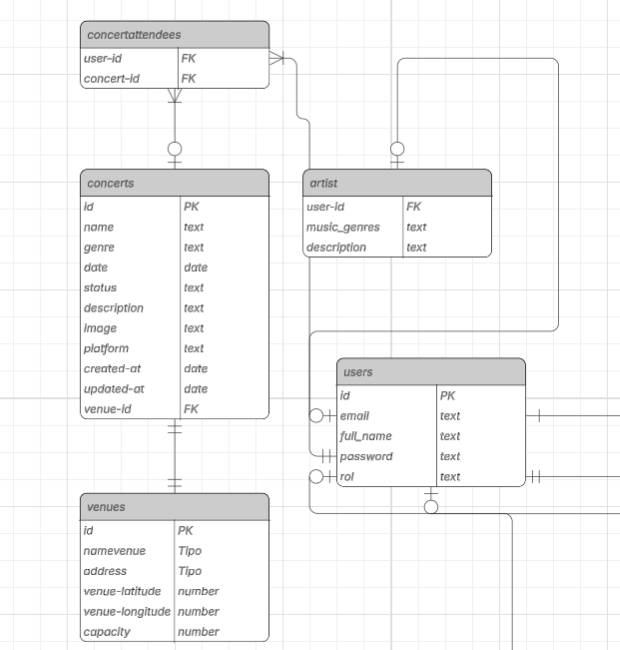 concertattendees
user-id FK
concert-id FK
concerts
id PK
name text
genre text
date date
status text
description text
image text
platform text
created-at date
updated-at date
venue-id FK
venues
id PK
namevenue Tipo
address Tipo
venue-latitude number
venue-longitude number
capacity number
artist
user-id FK
music_genres text
description text
users
id PK
email text
full_name text
password text
rol text